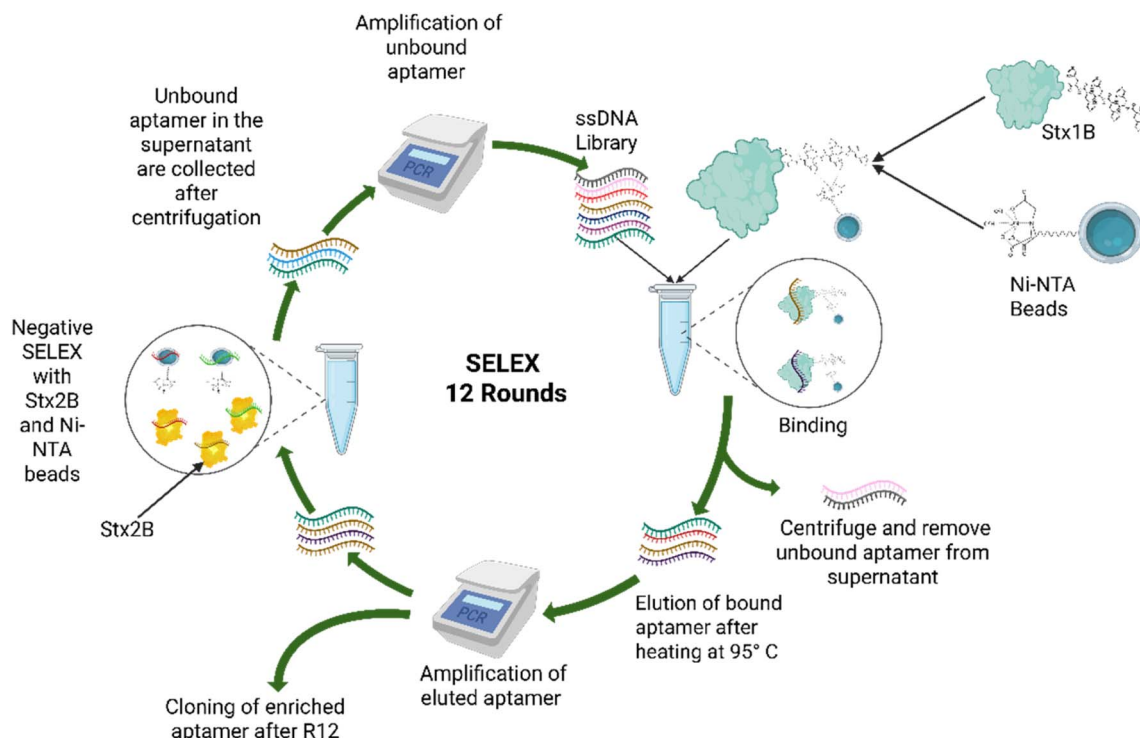 Amplification of
unbound
aptamer
Unbound
aptamer in the
supernatant
are collected
after
centrifugation
PCR
ssDNA
Library
Stx1B
Ni-NTA
Beads
Negative
SELEX
with
Stx2B
and Ni-
NTA
beads
SELEX
12 Rounds
Binding
Stx2B
Centrifuge and remove
unbound aptamer from
supernatant
Elution of bound
aptamer after
heating at 95° C
PCR
Amplification of
eluted aptamer
Cloning of enriched
aptamer after R12